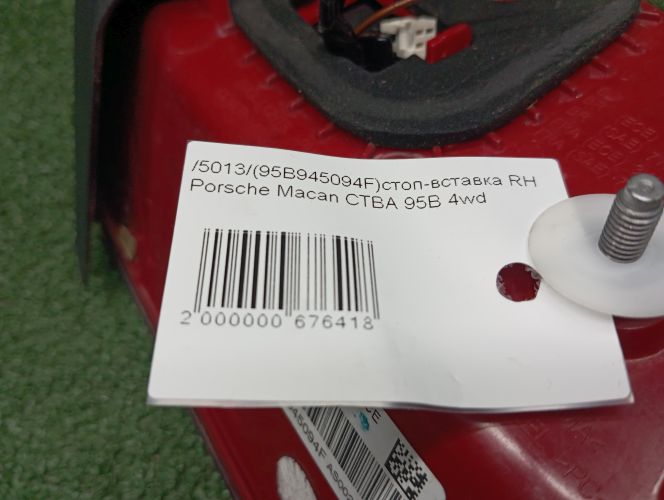 /5013/(95B945094F)стоп-вставка RH
Porsche Macan CTBA 95B 4wd
2 000000 676418